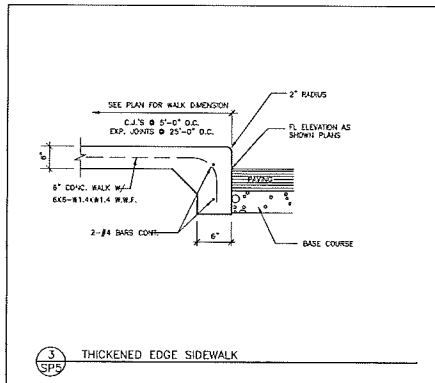 SEE PLAN FOR WALK DIMENSION
C.J.'S @ 5'-0" O.C.
EXP. JOINTS @ 25'-0" O.C.
2" RADIUS
FL ELEVATION AS
SHOWN PLANS
6"
PAVING
6" CONC. WALK W/
6X6-W1.4XW1.4 W.W.F.
2-#4 BARS CONT.
6"
BASE COURSE
3
SP5
THICKENED EDGE SIDEWALK